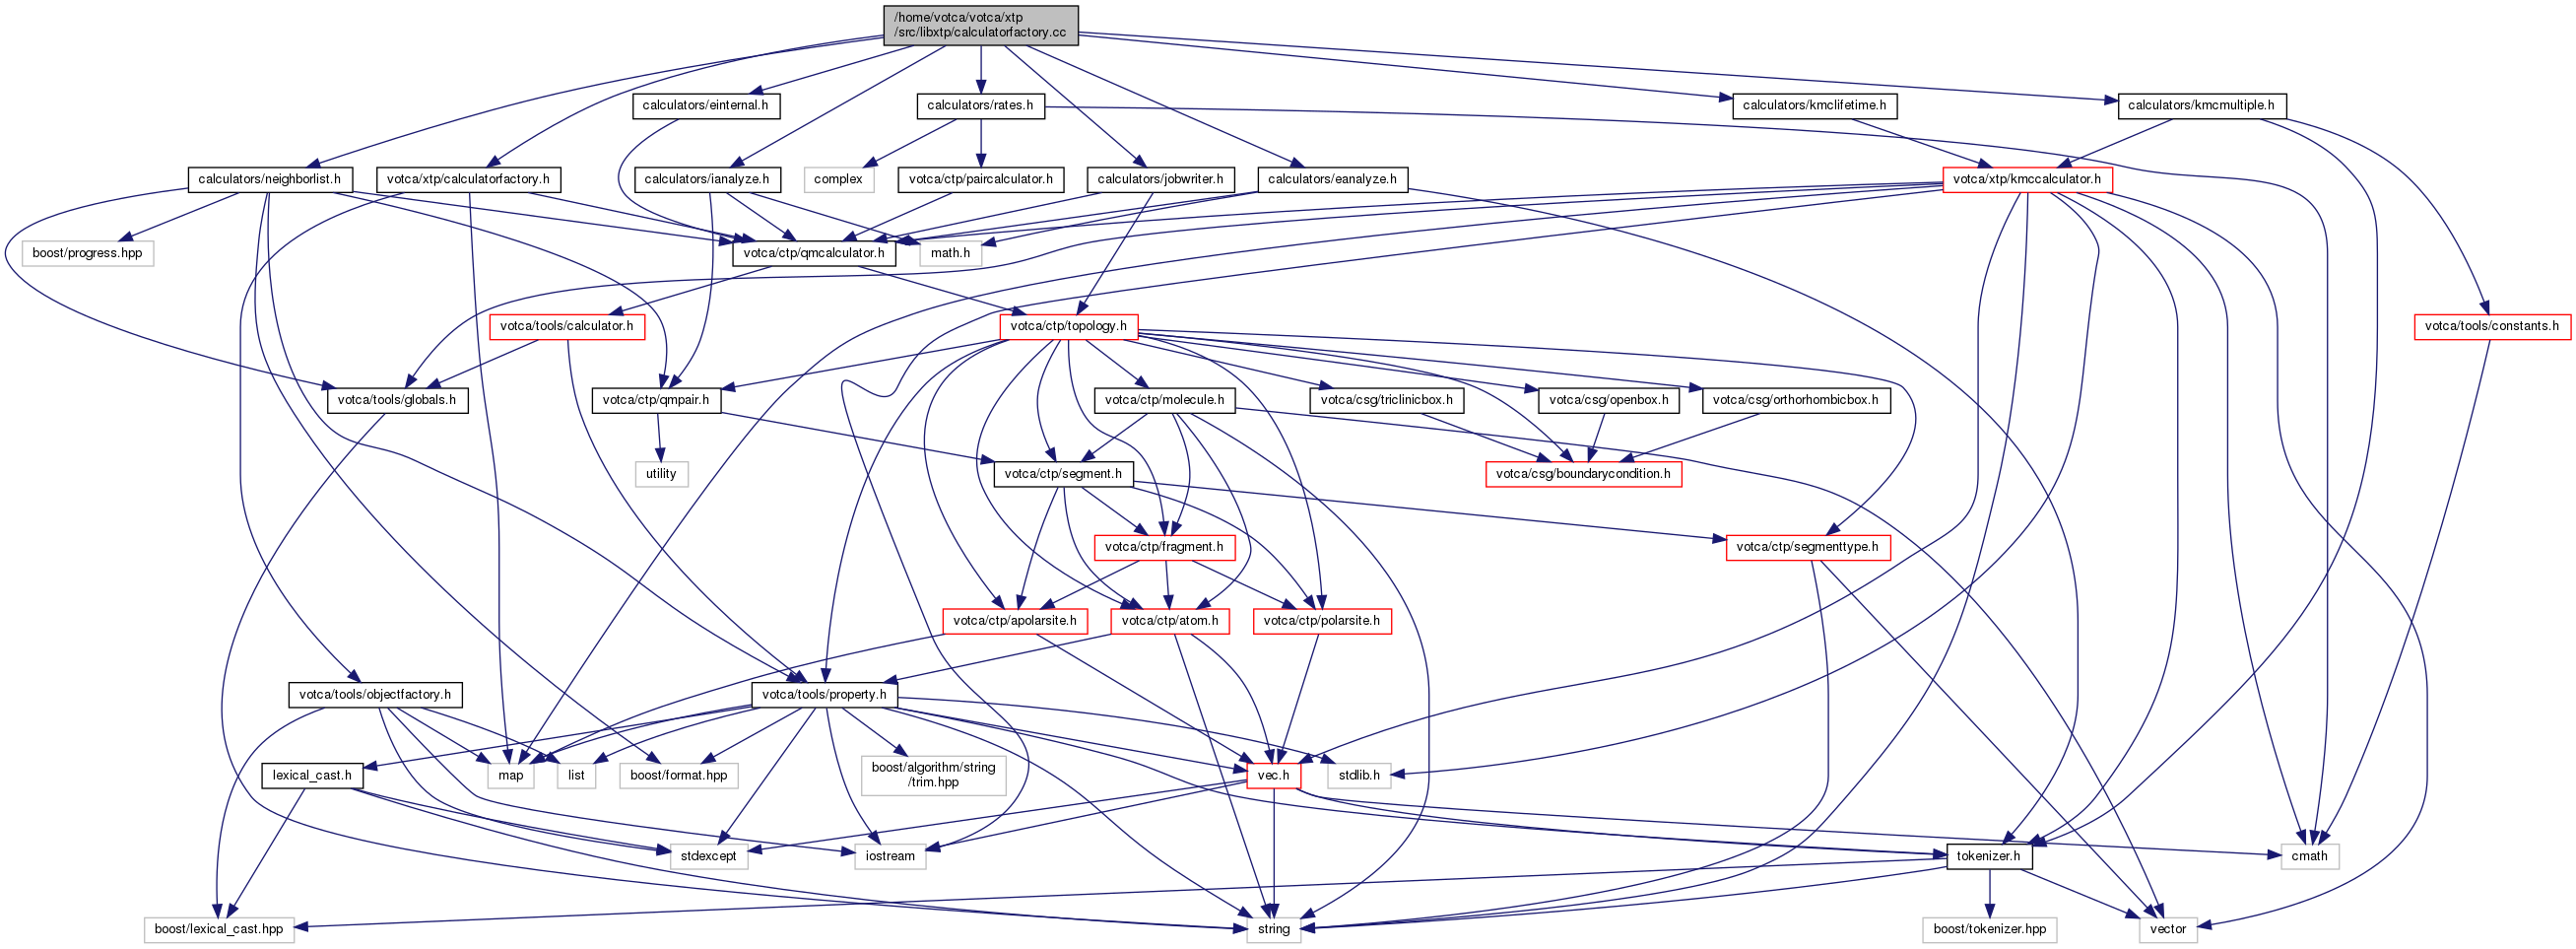 /home/votca/votca/xtp
/src/libxtp/calculatorfactory.cc
calculators/einternal.h
calculators/rates.h
calculators/kmclifetime.h
calculators/kmcmultiple.h
calculators/neighborlist.h
votca/xtp/calculatorfactory.h
calculators/ianalyze.h
complex
votca/ctp/paircalculator.h
calculators/jobwriter.h
calculators/eanalyze.h
votca/xtp/kmccalculator.h
boost/progress.hpp
votca/ctp/qmcalculator.h
math.h
votca/tools/calculator.h
votca/ctp/topology.h
votca/tools/constants.h
votca/tools/globals.h
votca/ctp/qmpair.h
votca/ctp/molecule.h
votca/csg/triclinicbox.h
votca/csg/openbox.h
votca/csg/orthorhombicbox.h
utility
votca/ctp/segment.h
votca/csg/boundarycondition.h
votca/ctp/fragment.h
votca/ctp/segmenttype.h
votca/ctp/apolarsite.h
votca/ctp/atom.h
votca/ctp/polarsite.h
votca/tools/objectfactory.h
votca/tools/property.h
lexical_cast.h
map
list
boost/format.hpp
boost/algorithm/string
/trim.hpp
vec.h
stdlib.h
stdexcept
iostream
tokenizer.h
cmath
boost/lexical_cast.hpp
string
boost/tokenizer.hpp
vector